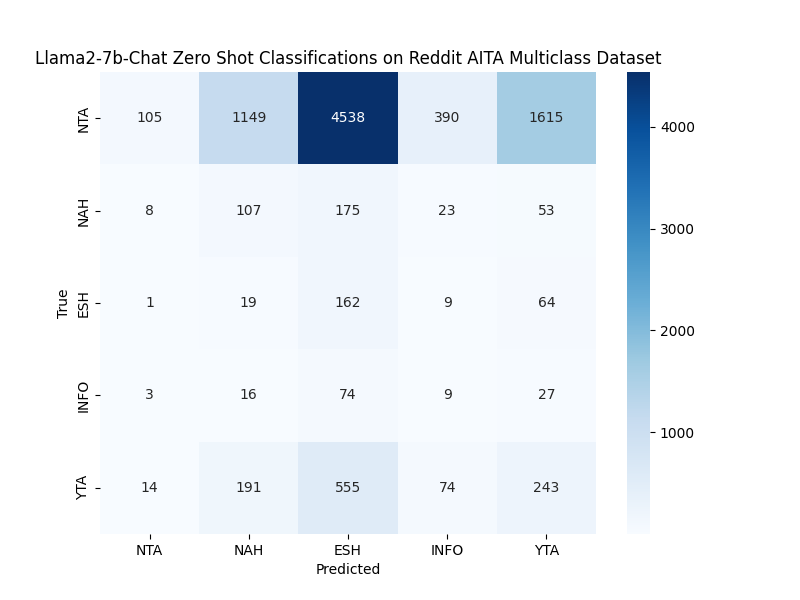 Llama2-7b-Chat Zero Shot Classifications on Reddit AITA Multiclass Dataset
NTA 105 1149 4538 390 1615
NAH 8 107 175 23 53
ESH 1 19 162 9 64
INFO 3 16 74 9 27
YTA 14 191 555 74 243
True
NTA NAH ESH INFO YTA
Predicted
4000
3000
2000
1000